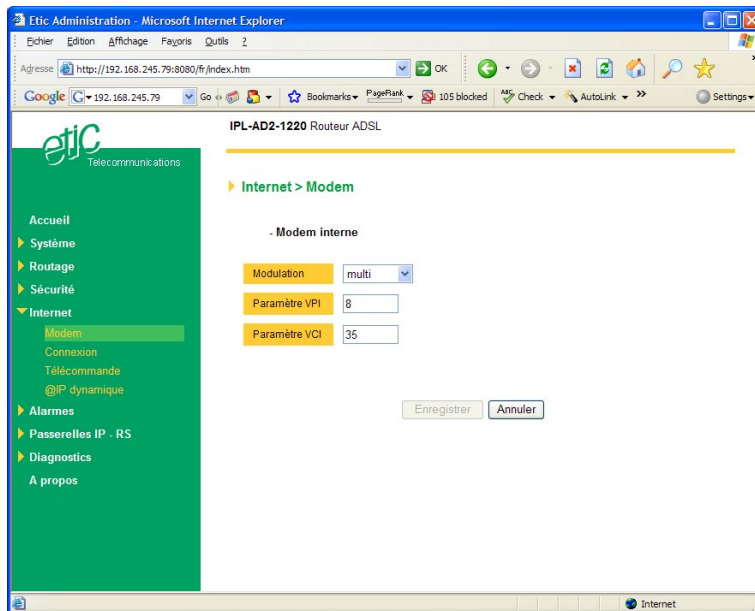 Etic Administration - Microsoft Internet Explorer
Fichier Edition Affichage Favoris Outils ?
Adresse http://192.168.245.79:8080/fr/index.htm OK
Google G 192.168.245.79 Go Bookmarks PageRank 105 blocked ABC Check AutoLink Settings
etic
Telecommunications
IPL-AD2-1220 Routeur ADSL
Internet > Modem
Accueil
Système
Routage
Sécurité
Internet
Modem
Connexion
Télécommande
@IP dynamique
Alarmes
Passerelles IP - RS
Diagnostics
A propos
- Modem interne
Modulation multi
Paramètre VPI 8
Paramètre VCI 35
Enregistrer Annuler
Internet